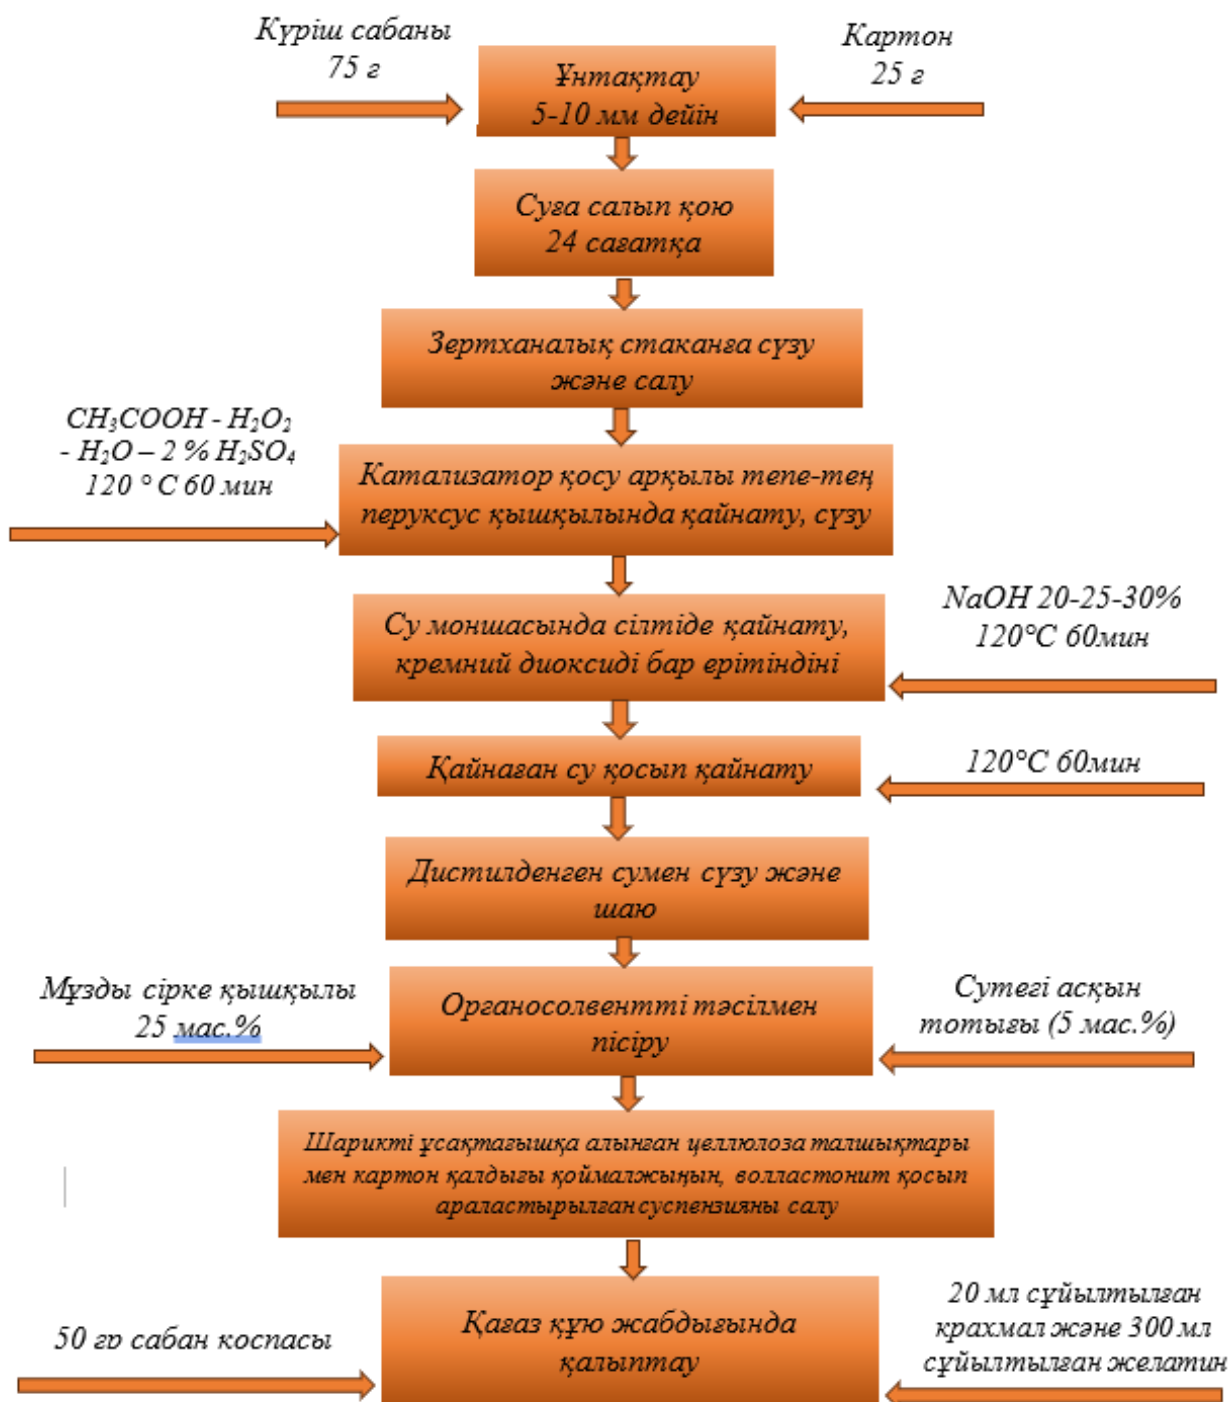 Күріш сабаны
75 г
Ұнтақтау
5-10 мм дейін
Картон
25 г
Суға салып қою
24 сағатқа
Зертханалық стаканға сүзу
және салу
CH₃COOH - H₂O₂
- H₂O – 2 % H₂SO₄
120 ° C 60 мин
Катализатор қосу арқылы тепе-тең
перуксус қышқылында қайнату, сүзу
Су моншасында сілтіде қайнату,
кремний диоксиді бар ерітіндіні
NaOH 20-25-30%
120°C 60мин
Қайнаған су қосып қайнату
120°C 60мин
Дистилденген сумен сүзу және
шаю
Мұзды сірке қышқылы
25 мас.%
Органосолвентті тәсілмен
пісіру
Сутегі асқын
тотығы (5 мас.%)
Шарикті ұсақтағышқа алынған целлюлоза талшықтары
мен картон қалдығы қоймалжыңын, волластонит қосып
араластырылған суспензияны салу
50 гр сабан коспасы
Қағаз құю жабдығында
қалыптау
20 мл сұйылтылған
крахмал және 300 мл
сұйылтылған желатин